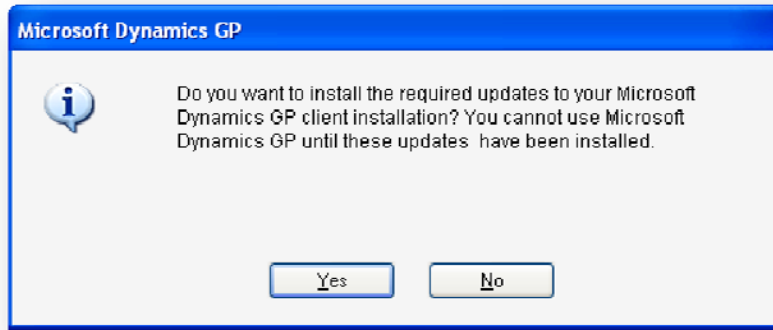 Microsoft Dynamics GP
Do you want to install the required updates to your Microsoft
Dynamics GP client installation? You cannot use Microsoft
Dynamics GP until these updates  have been installed.
Yes
No